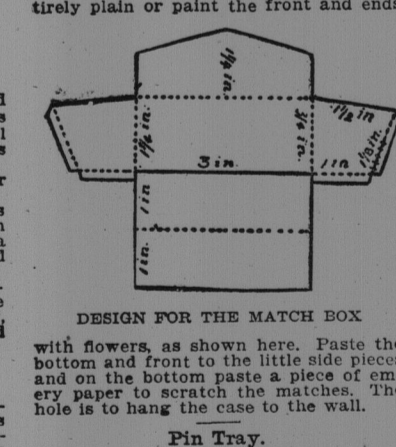 tirely plain or paint the front and ends
1¾ in.
1½ in
1¾ in.
¾ in.
3 in.
1 in
1½ in.
1 in
1 in.
DESIGN FOR THE MATCH BOX
with flowers, as shown here. Paste the
bottom and front to the little side pieces
and on the bottom paste a piece of em-
ery paper to scratch the matches. The
hole is to hang the case to the wall.
Pin Tray.